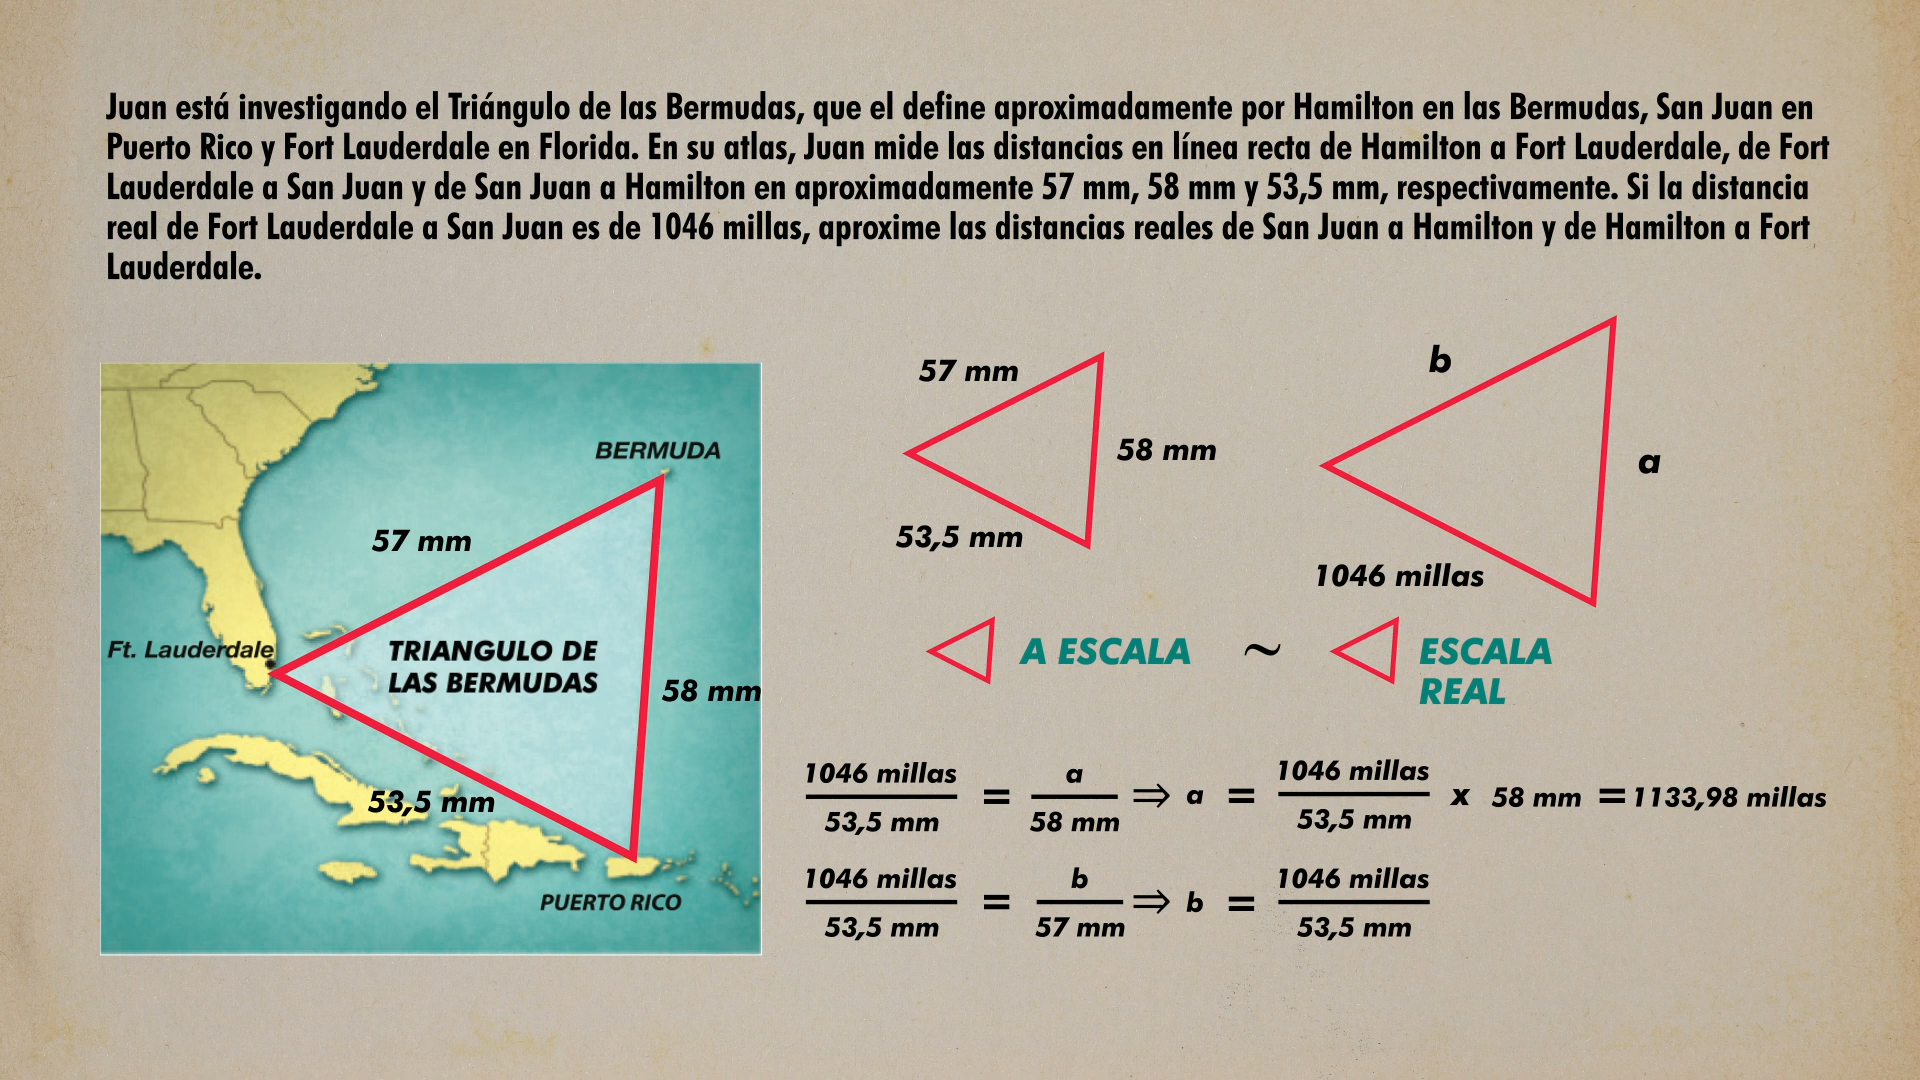 Juan está investigando el Triángulo de las Bermudas, que el define aproximadamente por Hamilton en las Bermudas, San Juan en
Puerto Rico y Fort Lauderdale en Florida. En su atlas, Juan mide las distancias en línea recta de Hamilton a Fort Lauderdale, de Fort
Lauderdale a San Juan y de San Juan a Hamilton en aproximadamente 57 mm, 58 mm y 53,5 mm, respectivamente. Si la distancia
real de Fort Lauderdale a San Juan es de 1046 millas, aproxime las distancias reales de San Juan a Hamilton y de Hamilton a Fort
Lauderdale.
BERMUDA
57 mm
Ft. Lauderdale
TRIANGULO DE
LAS BERMUDAS
58 mm
53,5 mm
PUERTO RICO
57 mm
58 mm
53,5 mm
b
a
1046 millas
A ESCALA ~ ESCALA
REAL
1046 millas / 53,5 mm = a / 58 mm ⇒ a = 1046 millas / 53,5 mm x 58 mm = 1133,98 millas
1046 millas / 53,5 mm = b / 57 mm ⇒ b = 1046 millas / 53,5 mm